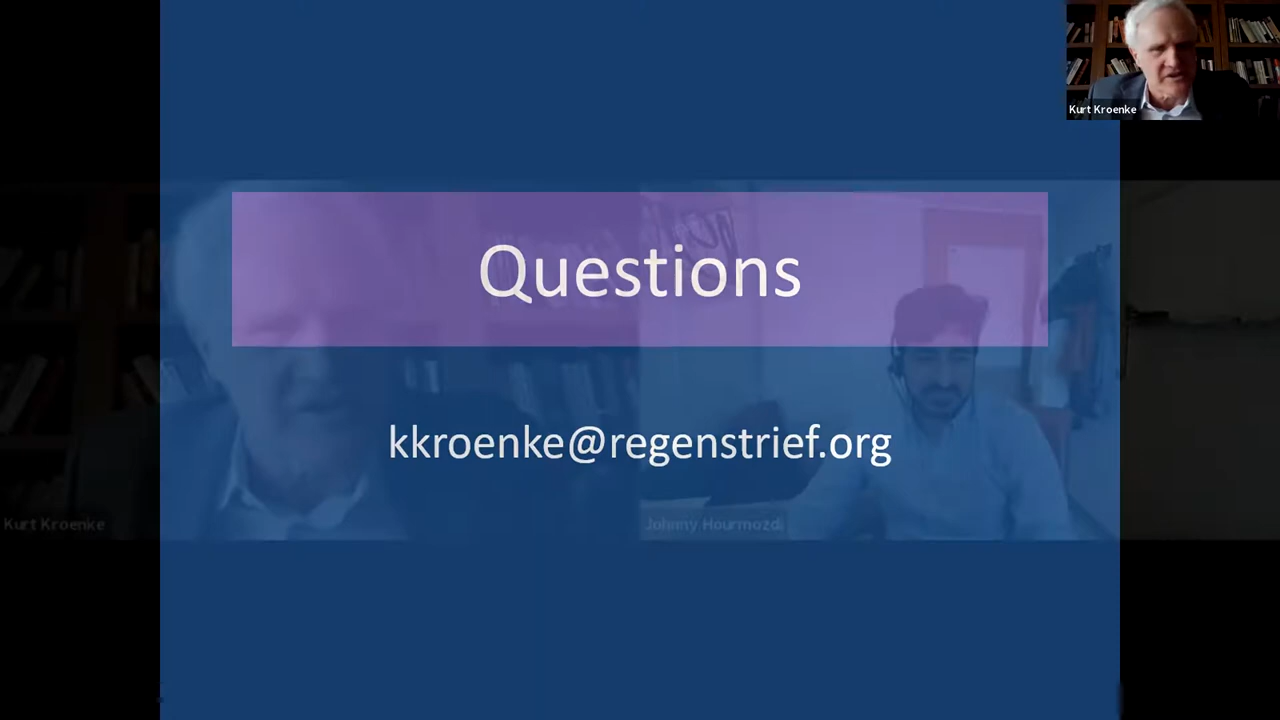 Kurt Kroenke
Questions
kkroenke@regenstrief.org
Kurt Kroenke
Johnny Hourmozdi